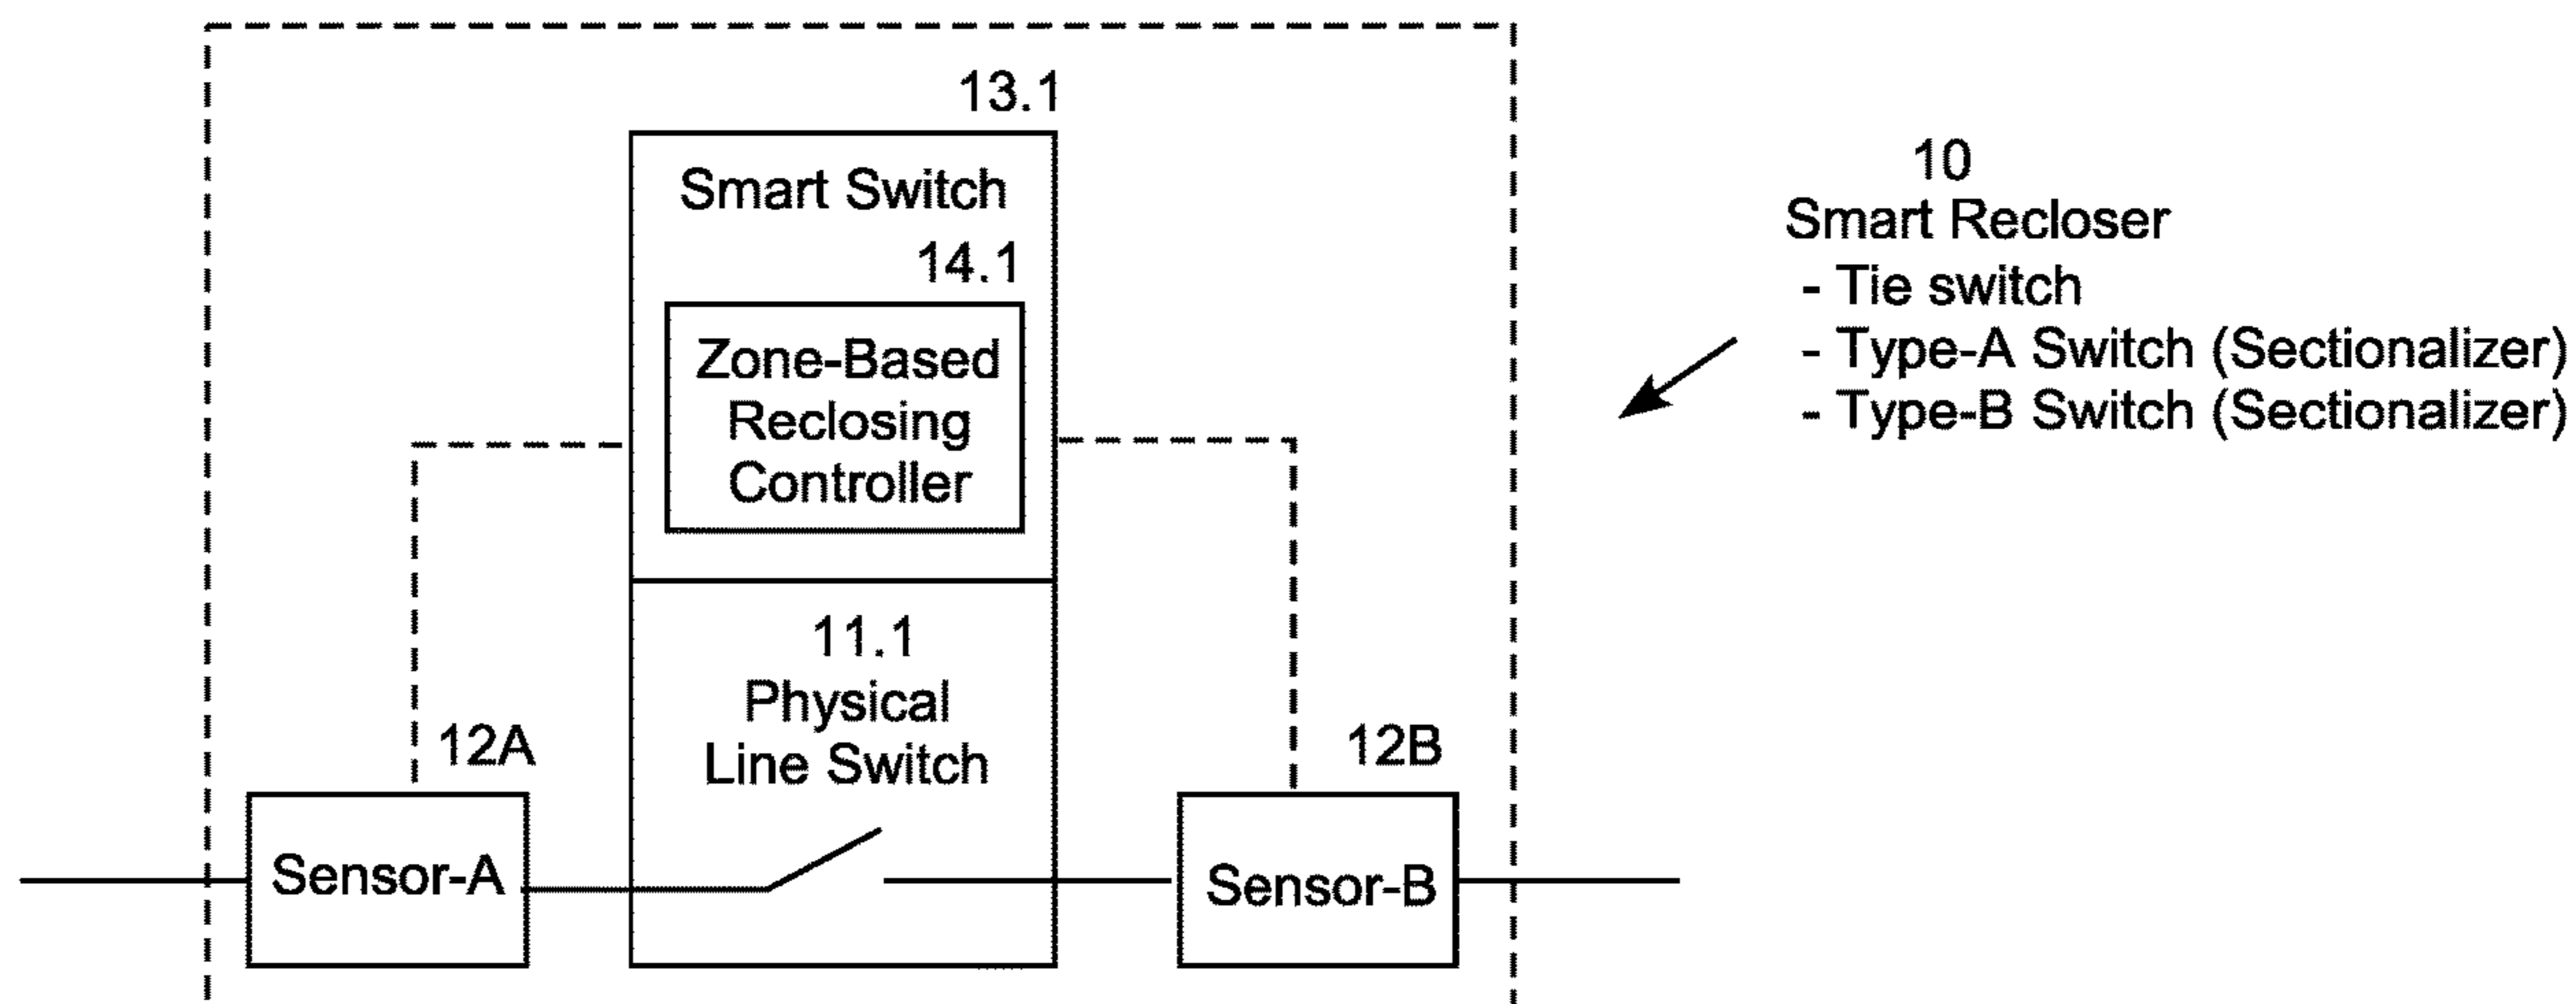 13.1
Smart Switch
14.1
Zone-Based
Reclosing
Controller
11.1
Physical
Line Switch
12A
Sensor-A
12B
Sensor-B
10
Smart Recloser
- Tie switch
- Type-A Switch (Sectionalizer)
- Type-B Switch (Sectionalizer)